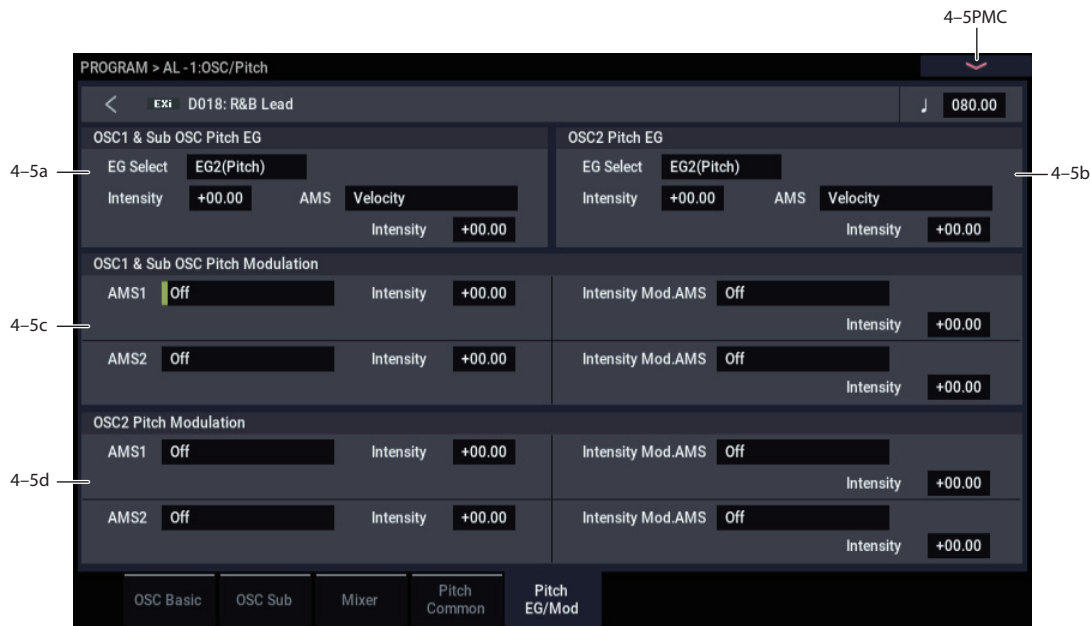 4–5PMC
PROGRAM > AL-1:OSC/Pitch
EXi D018: R&B Lead ♩ 080.00
OSC1 & Sub OSC Pitch EG OSC2 Pitch EG
4–5a EG Select EG2(Pitch) EG Select EG2(Pitch) 4–5b
Intensity +00.00 AMS Velocity Intensity +00.00 AMS Velocity
Intensity +00.00 Intensity +00.00
OSC1 & Sub OSC Pitch Modulation
AMS1 Off Intensity +00.00 Intensity Mod.AMS Off
4–5c Intensity +00.00
AMS2 Off Intensity +00.00 Intensity Mod.AMS Off
Intensity +00.00
OSC2 Pitch Modulation
AMS1 Off Intensity +00.00 Intensity Mod.AMS Off
4–5d Intensity +00.00
AMS2 Off Intensity +00.00 Intensity Mod.AMS Off
Intensity +00.00
OSC Basic OSC Sub Mixer Pitch Common Pitch EG/Mod